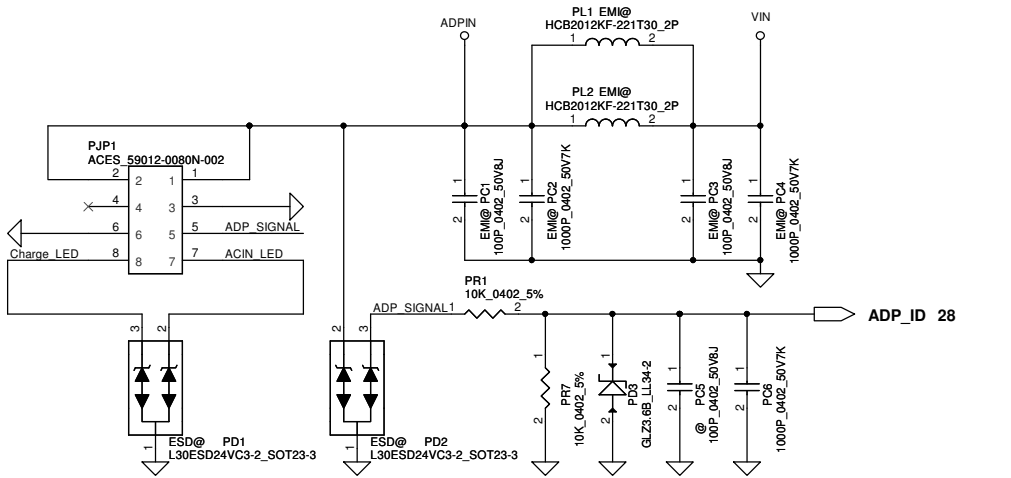 PL1 EMI@
HCB2012KF-221T30_2P
1 2
ADPIN
VIN
PL2 EMI@
HCB2012KF-221T30_2P
1 2
PJP1
ACES_59012-0080N-002
2 2 1 1
4 4 3 3
6 6 5 5 ADP_SIGNAL
Charge_LED 8 8 7 7 ACIN_LED
1
2
EMI@ PC1
100P_0402_50V8J
1
2
EMI@ PC2
1000P_0402_50V7K
1
2
EMI@ PC3
100P_0402_50V8J
1
2
EMI@ PC4
1000P_0402_50V7K
PR1
10K_0402_5%
ADP_SIGNAL 1 2
ADP_ID 28
3 2
1
ESD@ PD1
L30ESD24VC3-2_SOT23-3
2 3
1
ESD@ PD2
L30ESD24VC3-2_SOT23-3
1
2
PR7
10K_0402_5%
1
2
PD3
GLZ3.6B_LL34-2
1
2
@ PC5
100P_0402_50V8J
1
2
PC6
1000P_0402_50V7K